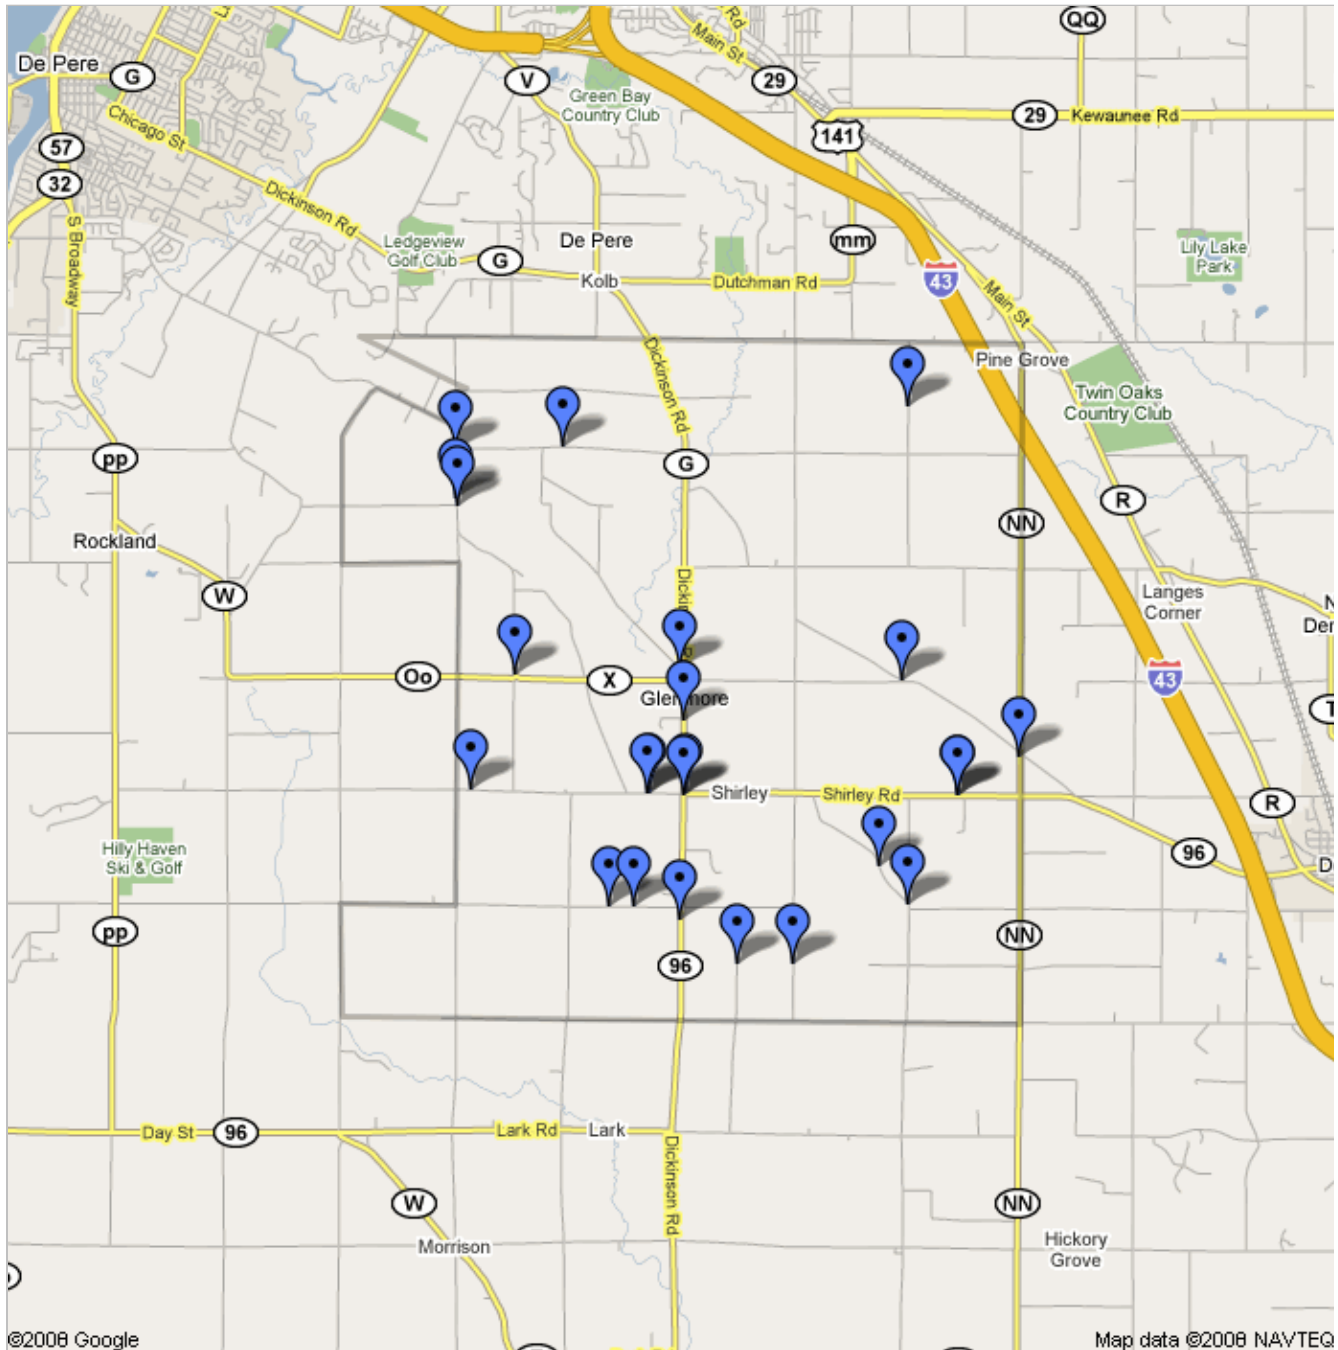 QQ
Main St
De Pere
G
V
29
Green Bay
Country Club
29
Kewaunee Rd
Chicago St
141
57
32
Dickinson Rd
S Broadway
Ledgeview
Golf Club
De Pere
mm
Lily Lake
Park
G
Kolb
Dutchman Rd
43
Main St
Dickinson Rd
Pine Grove
Twin Oaks
Country Club
pp
G
R
NN
Rockland
W
Langes
Corner
Oo
X
43
Glenmore
Shirley
Shirley Rd
R
Hilly Haven
Ski & Golf
96
pp
NN
96
Day St
96
Lark Rd
Lark
Dickinson Rd
W
NN
Morrison
Hickory
Grove
©2008 Google
Map data ©2008 NAVTEQ